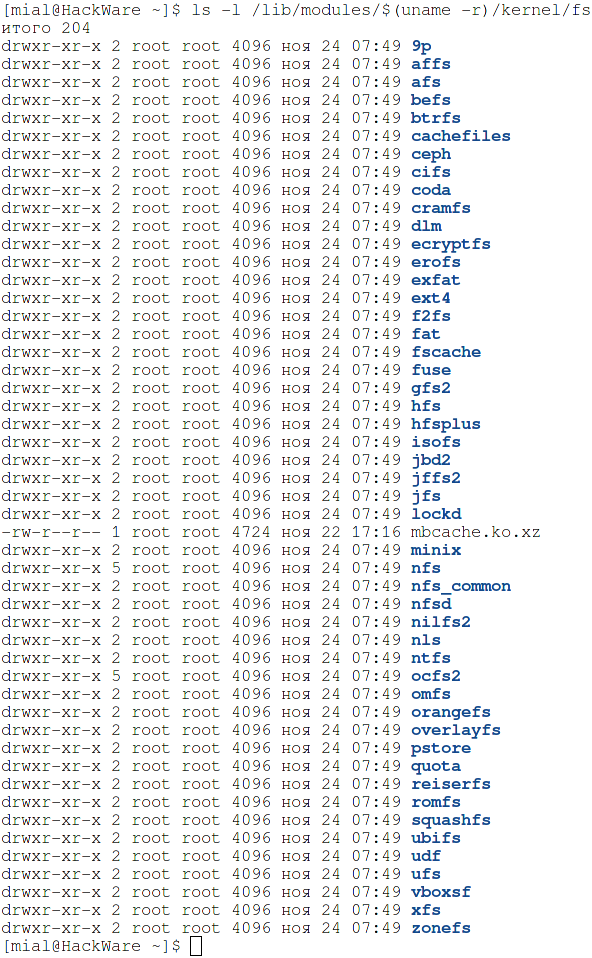 [mial@HackWare ~]$ ls -l /lib/modules/$(uname -r)/kernel/fs
итого 204
drwxr-xr-x 2 root root 4096 ноя 24 07:49 9p
drwxr-xr-x 2 root root 4096 ноя 24 07:49 affs
drwxr-xr-x 2 root root 4096 ноя 24 07:49 afs
drwxr-xr-x 2 root root 4096 ноя 24 07:49 befs
drwxr-xr-x 2 root root 4096 ноя 24 07:49 btrfs
drwxr-xr-x 2 root root 4096 ноя 24 07:49 cachefiles
drwxr-xr-x 2 root root 4096 ноя 24 07:49 ceph
drwxr-xr-x 2 root root 4096 ноя 24 07:49 cifs
drwxr-xr-x 2 root root 4096 ноя 24 07:49 coda
drwxr-xr-x 2 root root 4096 ноя 24 07:49 cramfs
drwxr-xr-x 2 root root 4096 ноя 24 07:49 dlm
drwxr-xr-x 2 root root 4096 ноя 24 07:49 ecryptfs
drwxr-xr-x 2 root root 4096 ноя 24 07:49 erofs
drwxr-xr-x 2 root root 4096 ноя 24 07:49 exfat
drwxr-xr-x 2 root root 4096 ноя 24 07:49 ext4
drwxr-xr-x 2 root root 4096 ноя 24 07:49 f2fs
drwxr-xr-x 2 root root 4096 ноя 24 07:49 fat
drwxr-xr-x 2 root root 4096 ноя 24 07:49 fscache
drwxr-xr-x 2 root root 4096 ноя 24 07:49 fuse
drwxr-xr-x 2 root root 4096 ноя 24 07:49 gfs2
drwxr-xr-x 2 root root 4096 ноя 24 07:49 hfs
drwxr-xr-x 2 root root 4096 ноя 24 07:49 hfsplus
drwxr-xr-x 2 root root 4096 ноя 24 07:49 isofs
drwxr-xr-x 2 root root 4096 ноя 24 07:49 jbd2
drwxr-xr-x 2 root root 4096 ноя 24 07:49 jffs2
drwxr-xr-x 2 root root 4096 ноя 24 07:49 jfs
drwxr-xr-x 2 root root 4096 ноя 24 07:49 lockd
-rw-r--r-- 1 root root 4724 ноя 22 17:16 mbcache.ko.xz
drwxr-xr-x 2 root root 4096 ноя 24 07:49 minix
drwxr-xr-x 5 root root 4096 ноя 24 07:49 nfs
drwxr-xr-x 2 root root 4096 ноя 24 07:49 nfs_common
drwxr-xr-x 2 root root 4096 ноя 24 07:49 nfsd
drwxr-xr-x 2 root root 4096 ноя 24 07:49 nilfs2
drwxr-xr-x 2 root root 4096 ноя 24 07:49 nls
drwxr-xr-x 2 root root 4096 ноя 24 07:49 ntfs
drwxr-xr-x 5 root root 4096 ноя 24 07:49 ocfs2
drwxr-xr-x 2 root root 4096 ноя 24 07:49 omfs
drwxr-xr-x 2 root root 4096 ноя 24 07:49 orangefs
drwxr-xr-x 2 root root 4096 ноя 24 07:49 overlayfs
drwxr-xr-x 2 root root 4096 ноя 24 07:49 pstore
drwxr-xr-x 2 root root 4096 ноя 24 07:49 quota
drwxr-xr-x 2 root root 4096 ноя 24 07:49 reiserfs
drwxr-xr-x 2 root root 4096 ноя 24 07:49 romfs
drwxr-xr-x 2 root root 4096 ноя 24 07:49 squashfs
drwxr-xr-x 2 root root 4096 ноя 24 07:49 ubifs
drwxr-xr-x 2 root root 4096 ноя 24 07:49 udf
drwxr-xr-x 2 root root 4096 ноя 24 07:49 ufs
drwxr-xr-x 2 root root 4096 ноя 24 07:49 vboxsf
drwxr-xr-x 2 root root 4096 ноя 24 07:49 xfs
drwxr-xr-x 2 root root 4096 ноя 24 07:49 zonefs
[mial@HackWare ~]$